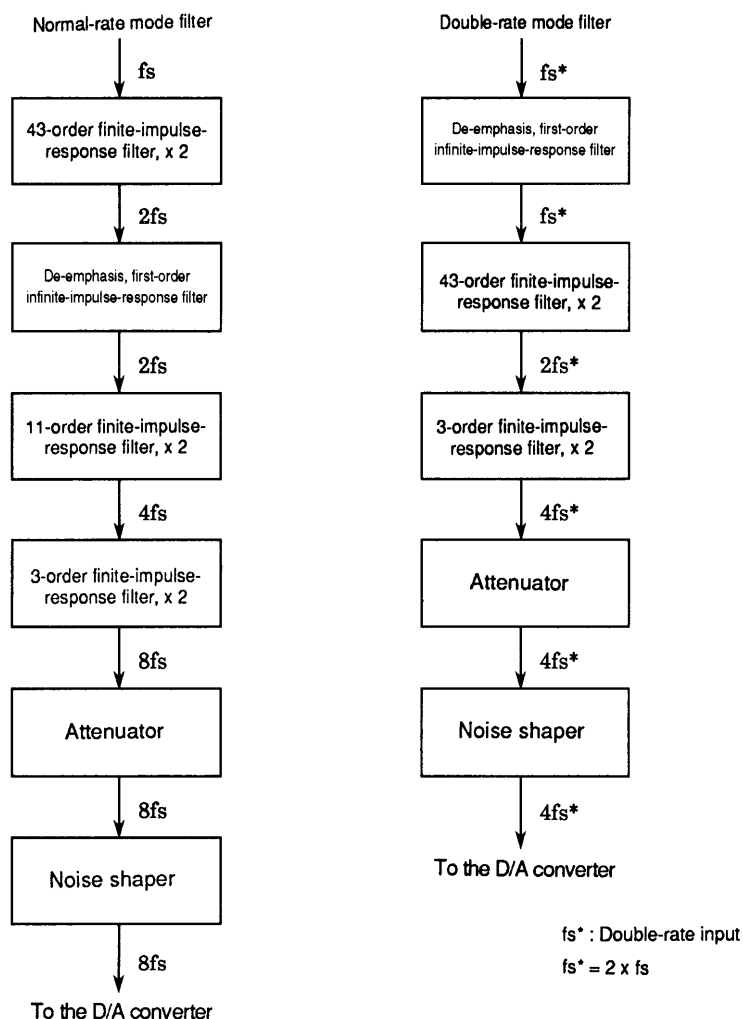 Normal-rate mode filter
fs
43-order finite-impulse-
response filter, x 2
2fs
De-emphasis, first-order
infinite-impulse-response filter
2fs
11-order finite-impulse-
response filter, x 2
4fs
3-order finite-impulse-
response filter, x 2
8fs
Attenuator
8fs
Noise shaper
8fs
To the D/A converter
Double-rate mode filter
fs*
De-emphasis, first-order
infinite-impulse-response filter
fs*
43-order finite-impulse-
response filter, x 2
2fs*
3-order finite-impulse-
response filter, x 2
4fs*
Attenuator
4fs*
Noise shaper
4fs*
To the D/A converter
fs* : Double-rate input
fs* = 2 x fs